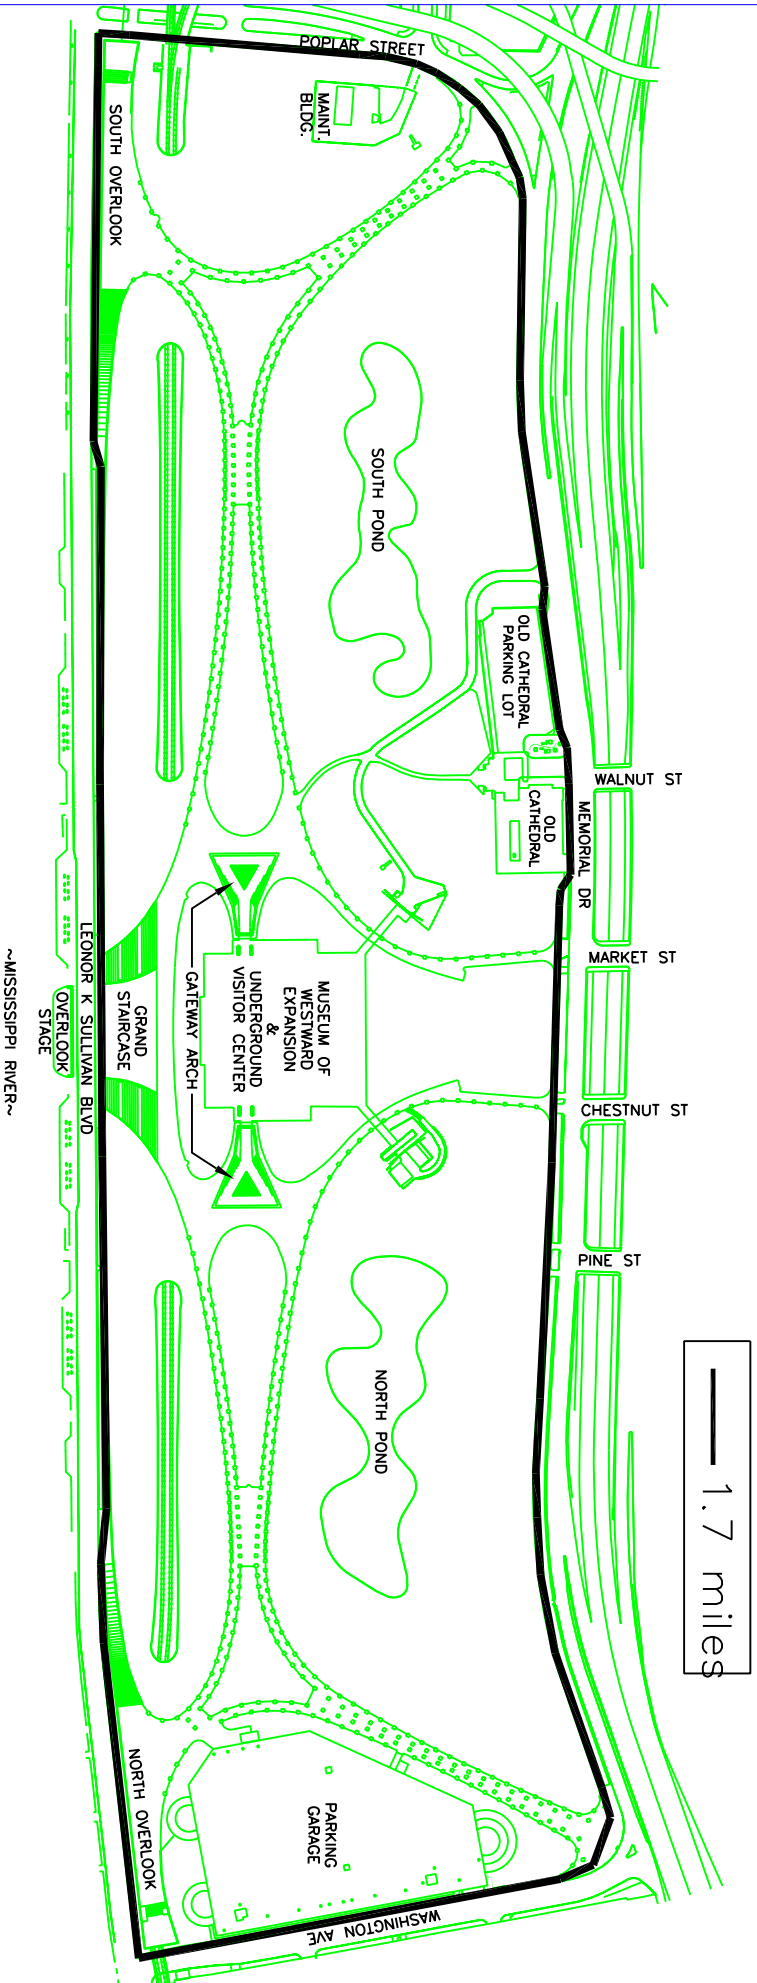 POPLAR STREET
MAINT.
BLDG.
SOUTH OVERLOOK
SOUTH POND
OLD CATHEDRAL
PARKING LOT
WALNUT ST
OLD
CATHEDRAL
MEMORIAL DR
MARKET ST
LEONOR K SULLIVAN BLVD
GRAND
STAIRCASE
OVERLOOK
STAGE
~MISSISSIPPI RIVER~
GATEWAY ARCH
MUSEUM OF
WESTWARD
EXPANSION
&
UNDERGROUND
VISITOR CENTER
CHESTNUT ST
PINE ST
NORTH POND
1.7 miles
NORTH OVERLOOK
PARKING
GARAGE
WASHINGTON AVE